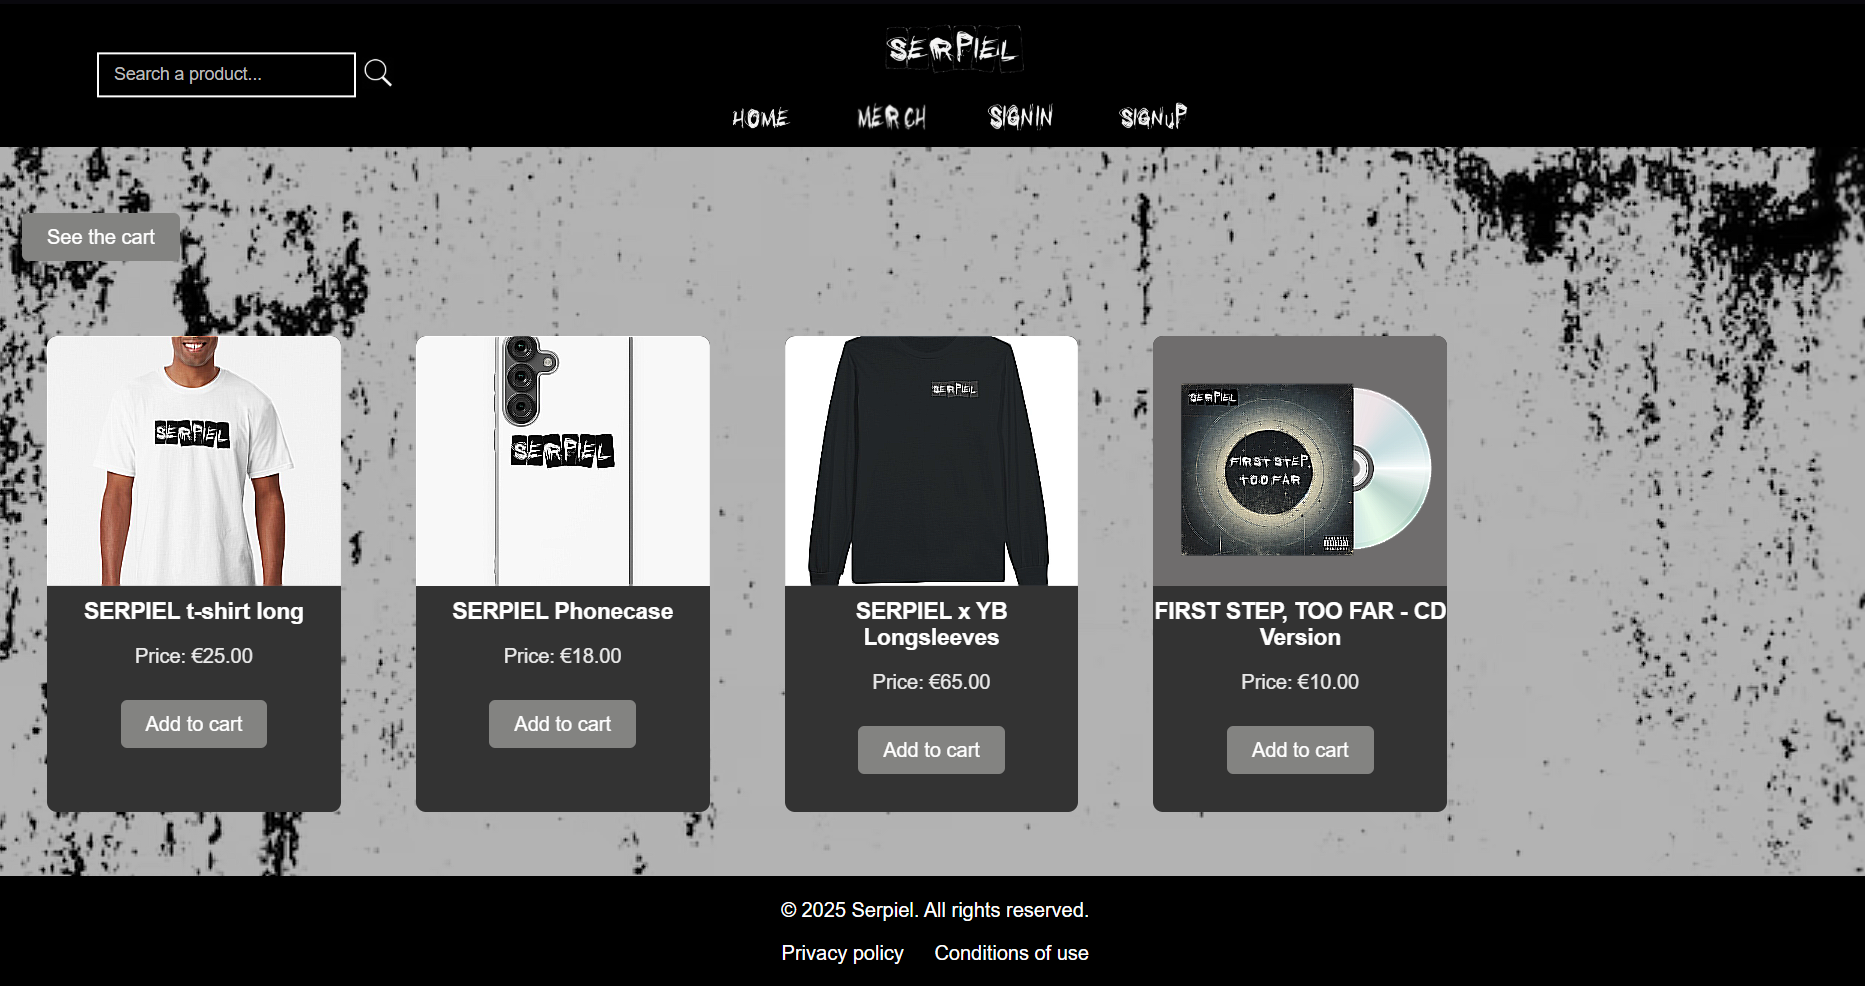 SERPIEL
Search a product...
HOME MERCH SIGNIN SIGNUP
See the cart
SERPIEL
SERPIEL
SERPIEL
SERPIEL
FIRST STEP,
TOO FAR
SERPIEL t-shirt long
Price: €25.00
Add to cart
SERPIEL Phonecase
Price: €18.00
Add to cart
SERPIEL x YB
Longsleeves
Price: €65.00
Add to cart
FIRST STEP, TOO FAR - CD
Version
Price: €10.00
Add to cart
© 2025 Serpiel. All rights reserved.
Privacy policy Conditions of use